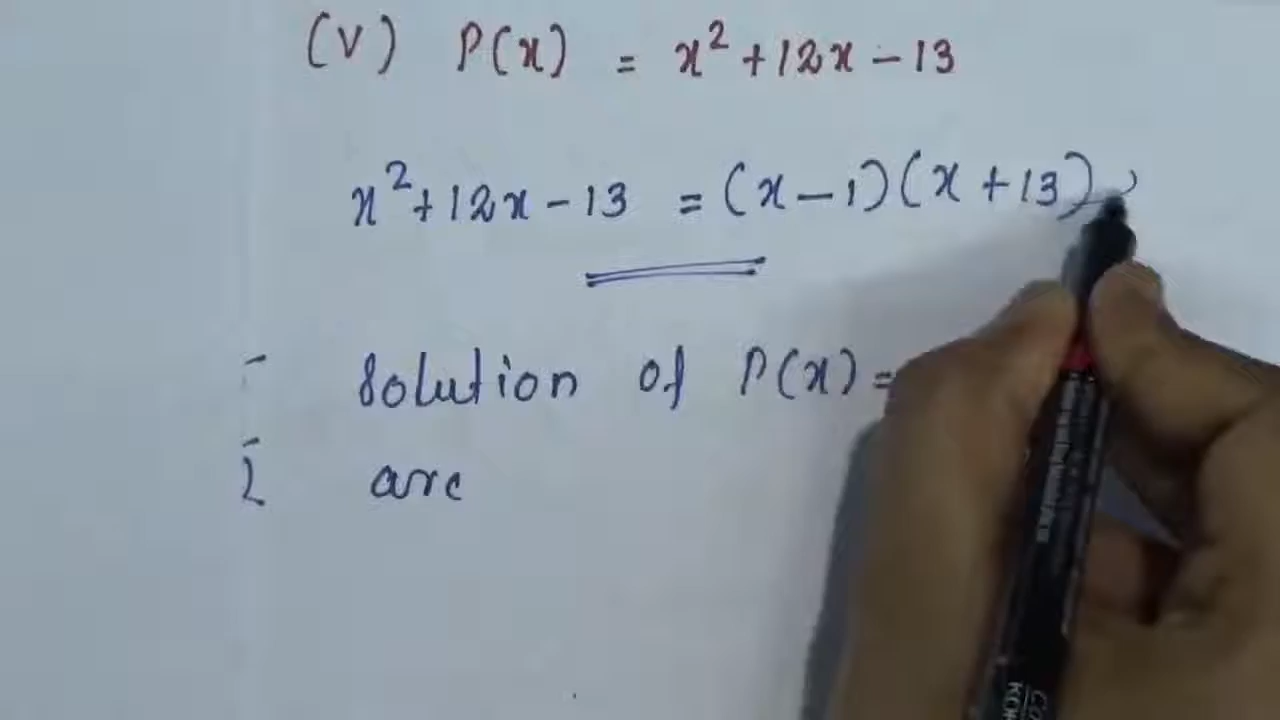 (V) P(x) = x² + 12x - 13
x² + 12x - 13 = (x - 1)(x + 13)
Solution of P(x) =
are